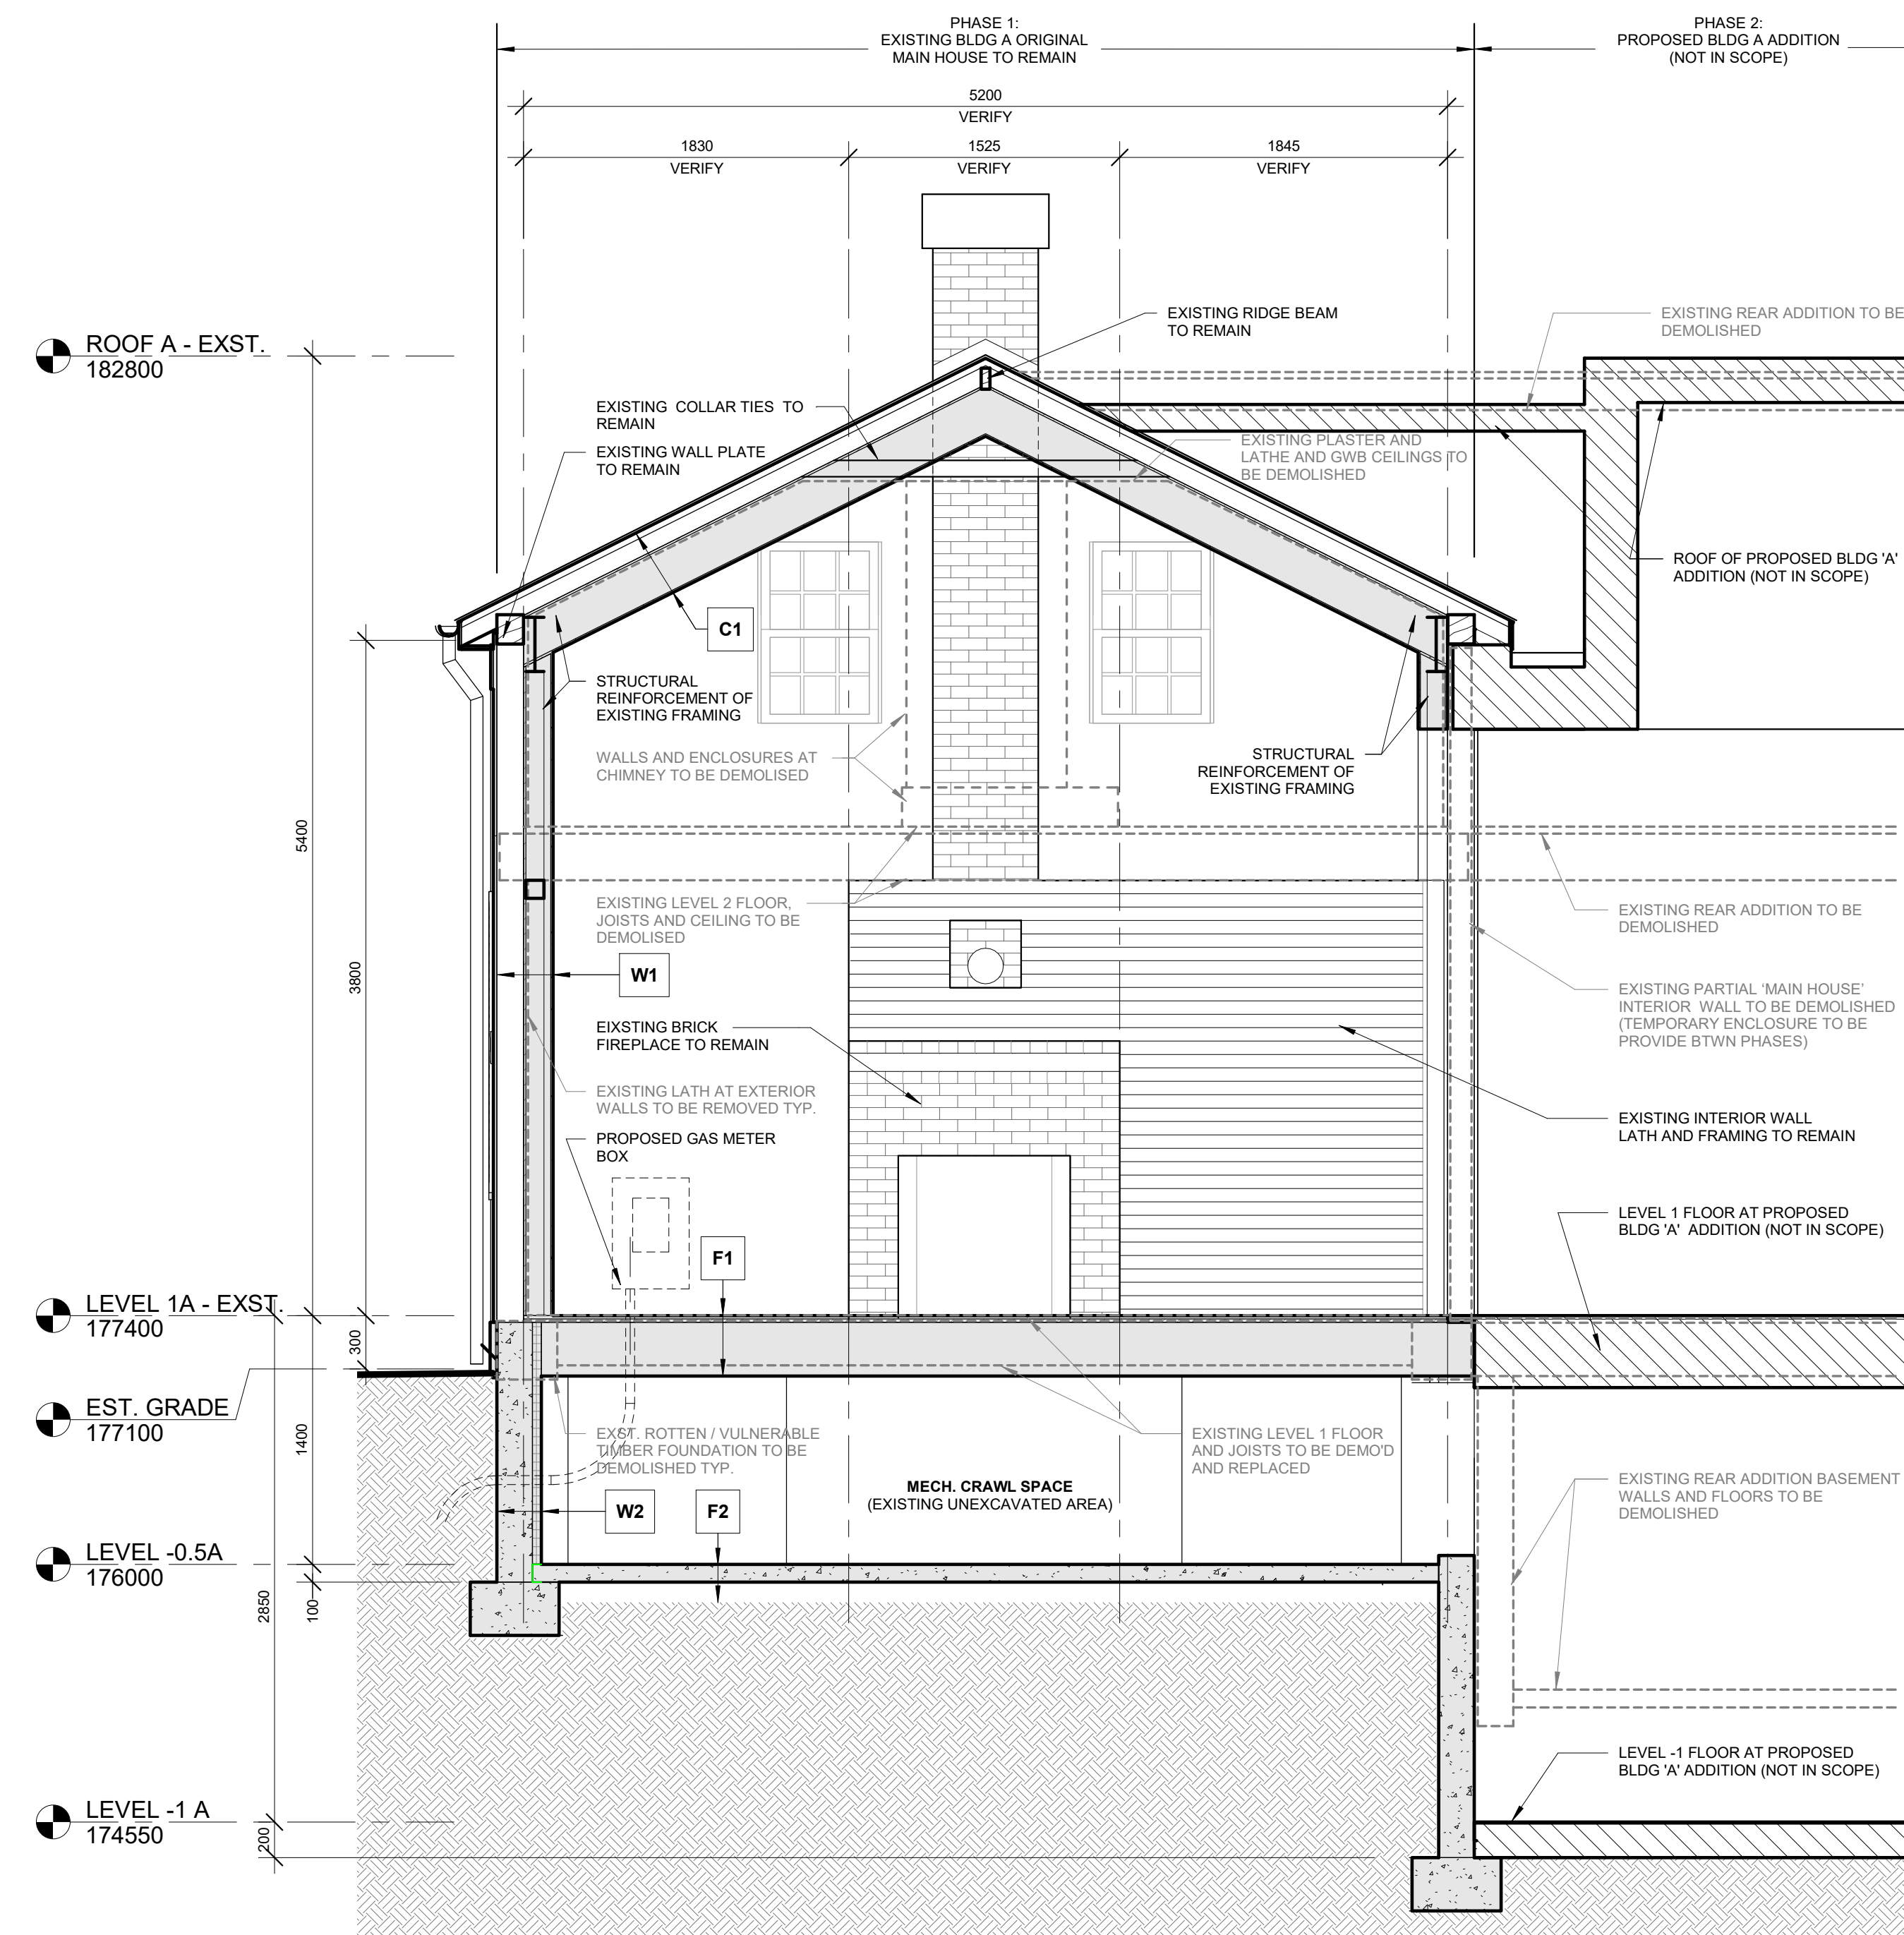 PHASE 1:
EXISTING BLDG A ORIGINAL
MAIN HOUSE TO REMAIN
PHASE 2:
PROPOSED BLDG A ADDITION
(NOT IN SCOPE)
5200
VERIFY
1830
VERIFY
1525
VERIFY
1845
VERIFY
EXISTING RIDGE BEAM
TO REMAIN
EXISTING REAR ADDITION TO BE
DEMOLISHED
ROOF A - EXST.
182800
EXISTING COLLAR TIES TO
REMAIN
EXISTING WALL PLATE
TO REMAIN
EXISTING PLASTER AND
LATHE AND GWB CEILINGS TO
BE DEMOLISHED
ROOF OF PROPOSED BLDG 'A'
ADDITION (NOT IN SCOPE)
C1
STRUCTURAL
REINFORCEMENT OF
EXISTING FRAMING
WALLS AND ENCLOSURES AT
CHIMNEY TO BE DEMOLISED
STRUCTURAL
REINFORCEMENT OF
EXISTING FRAMING
5400
3800
EXISTING LEVEL 2 FLOOR,
JOISTS AND CEILING TO BE
DEMOLISED
EXISTING REAR ADDITION TO BE
DEMOLISHED
W1
EXISTING PARTIAL 'MAIN HOUSE'
INTERIOR WALL TO BE DEMOLISHED
(TEMPORARY ENCLOSURE TO BE
PROVIDE BTWN PHASES)
EIXSTING BRICK
FIREPLACE TO REMAIN
EXISTING LATH AT EXTERIOR
WALLS TO BE REMOVED TYP.
EXISTING INTERIOR WALL
LATH AND FRAMING TO REMAIN
PROPOSED GAS METER
BOX
LEVEL 1 FLOOR AT PROPOSED
BLDG 'A' ADDITION (NOT IN SCOPE)
F1
LEVEL 1A - EXST.
177400
300
EST. GRADE
177100
1400
EXST. ROTTEN / VULNERABLE
TIMBER FOUNDATION TO BE
DEMOLISHED TYP.
EXISTING LEVEL 1 FLOOR
AND JOISTS TO BE DEMO'D
AND REPLACED
MECH. CRAWL SPACE
(EXISTING UNEXCAVATED AREA)
EXISTING REAR ADDITION BASEMENT
WALLS AND FLOORS TO BE
DEMOLISHED
W2
F2
LEVEL -0.5A
176000
2850
100
LEVEL -1 FLOOR AT PROPOSED
BLDG 'A' ADDITION (NOT IN SCOPE)
LEVEL -1 A
174550
200